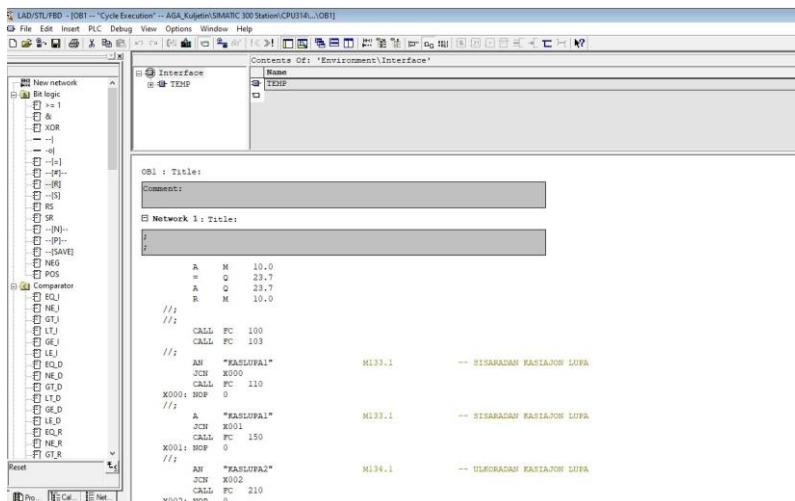 LAD/STL/FBD - [OB1 -- "Cycle Execution" -- AGA_Kuljetin\SIMATIC 300 Station\CPU314\...\OB1]
File Edit Insert PLC Debug View Options Window Help
New network
Bit logic
>= 1
&
XOR
--|
--o|
--[=]
--[#]--
--[R]
--[S]
RS
SR
--[N]--
--[P]--
--[SAVE]
NEG
POS
Comparator
EQ_I
NE_I
GT_I
LT_I
GE_I
LE_I
EQ_D
NE_D
GT_D
LT_D
GE_D
LE_D
EQ_R
NE_R
GT_R
Reset
Pro... Cal... Net...
Contents Of: 'Environment\Interface'
Interface
TEMP
Name
TEMP
OB1 : Title:
Comment:
Network 1 : Title:
;
;
A M 10.0
= Q 23.7
A Q 23.7
R M 10.0
//;
//;
CALL FC 100
CALL FC 103
//;
AN "KASLUPA1" M133.1 -- SISARADAN KASIAJON LUPA
JCN X000
CALL FC 110
X000: NOP 0
//;
A "KASLUPA1" M133.1 -- SISARADAN KASIAJON LUPA
JCN X001
CALL FC 150
X001: NOP 0
//;
AN "KASLUPA2" M134.1 -- ULKORADAN KASIAJON LUPA
JCN X002
CALL FC 210
X002: NOP 0